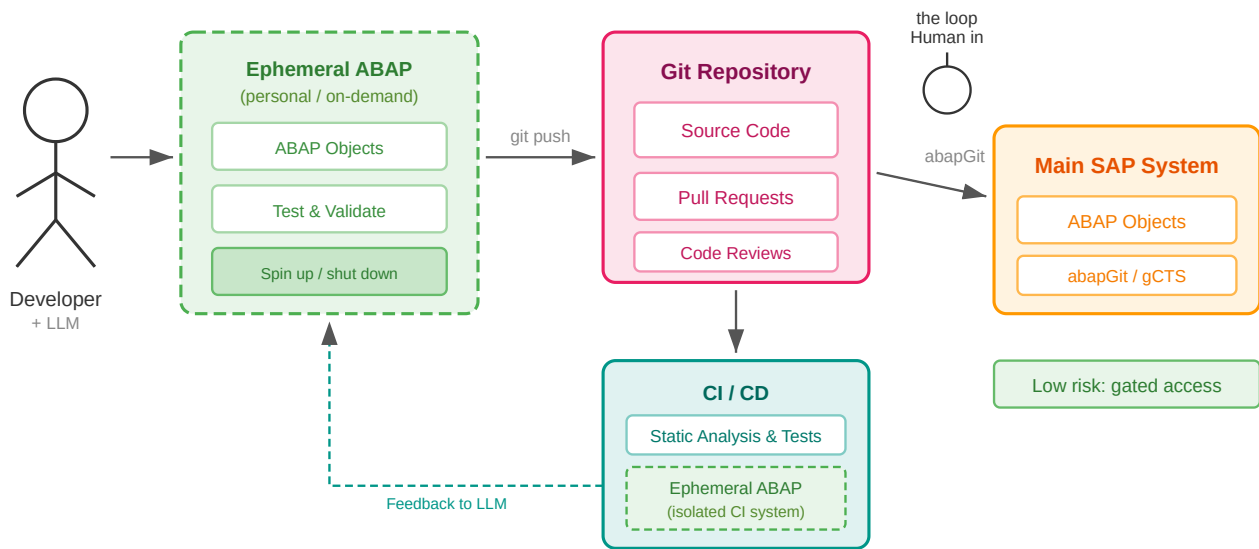 Developer
+ LLM
Ephemeral ABAP
(personal / on-demand)
ABAP Objects
Test & Validate
Spin up / shut down
git push
Git Repository
Source Code
Pull Requests
Code Reviews
the loop
Human in
abapGit
Main SAP System
ABAP Objects
abapGit / gCTS
Low risk: gated access
CI / CD
Static Analysis & Tests
Ephemeral ABAP
(isolated CI system)
Feedback to LLM